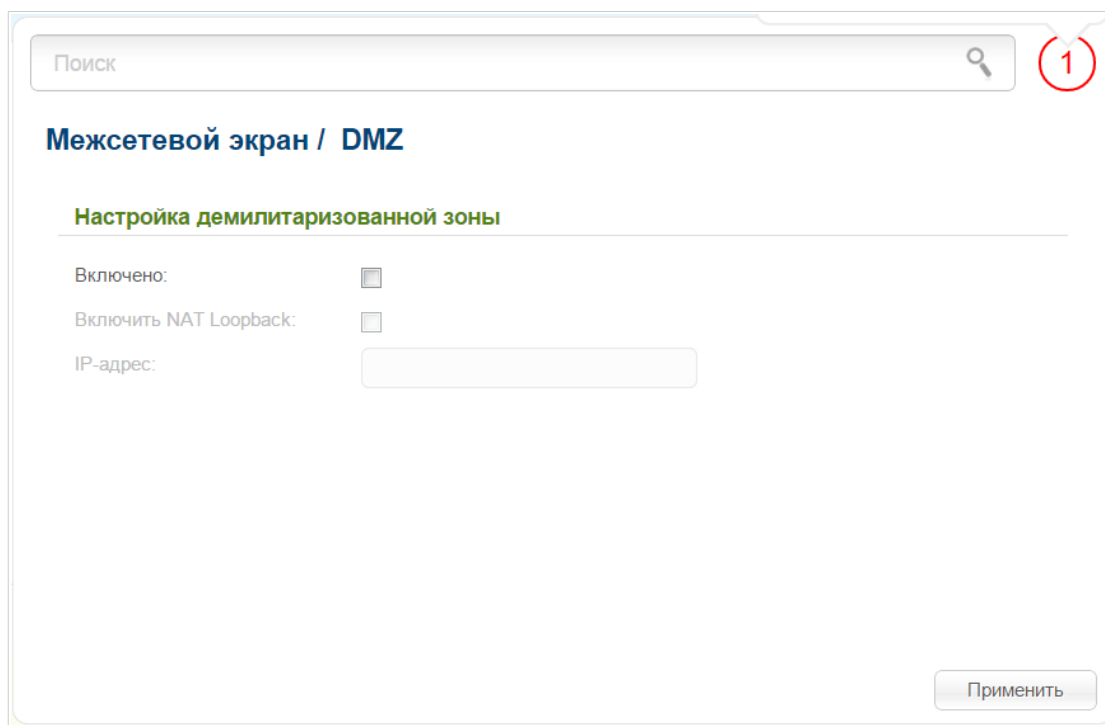 Поиск
1
Межсетевой экран / DMZ
Настройка демилитаризованной зоны
Включено:
Включить NAT Loopback:
IP-адрес:
Применить